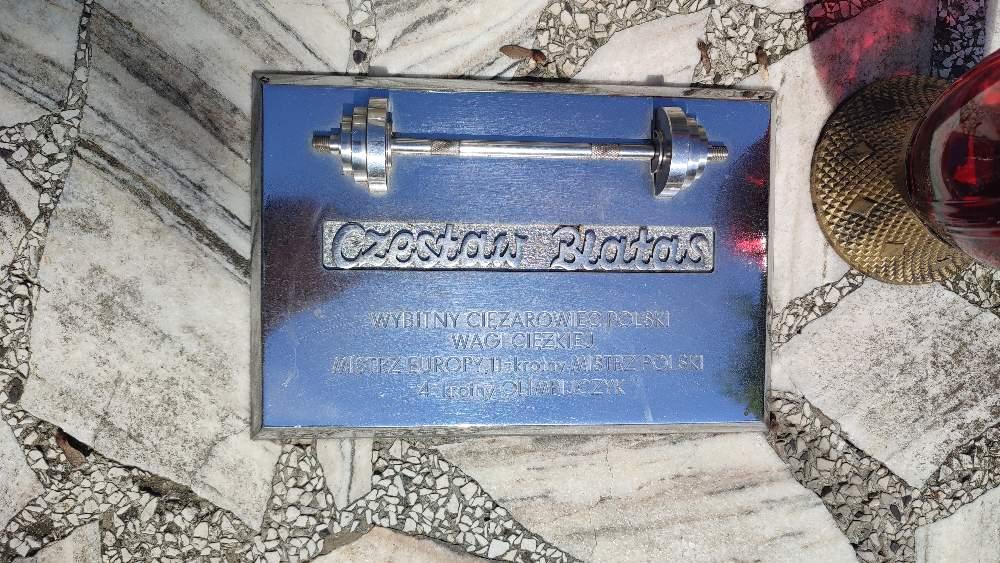 Czesław Białas
WYBITNY CIĘŻAROWIEC POLSKI
WAGI CIĘŻKIEJ
MISTRZ EUROPY, 11-krotny MISTRZ POLSKI
4-krotny OLIMPIJCZYK